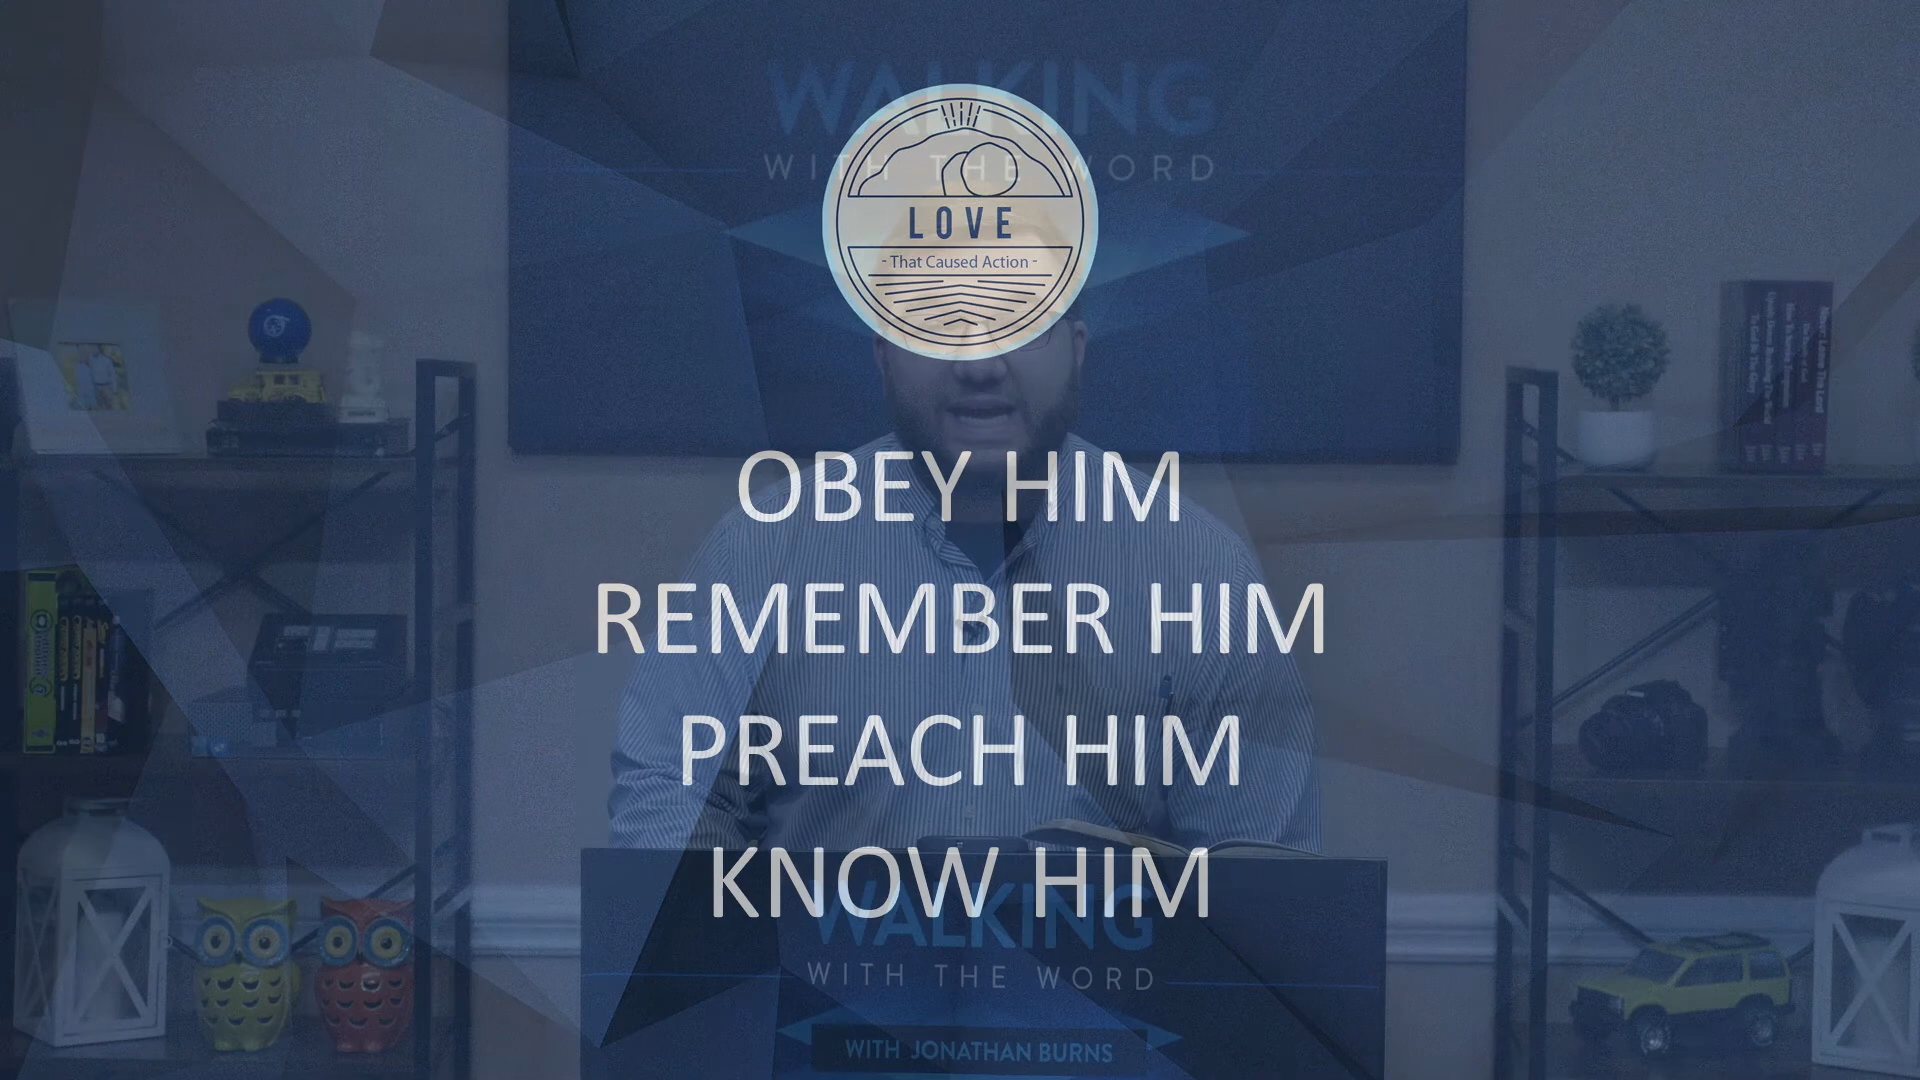 WALKING
WITH THE WORD
LOVE
- That Caused Action -
OBEY HIM
REMEMBER HIM
PREACH HIM
KNOW HIM
WALKING
WITH THE WORD
WITH JONATHAN BURNS